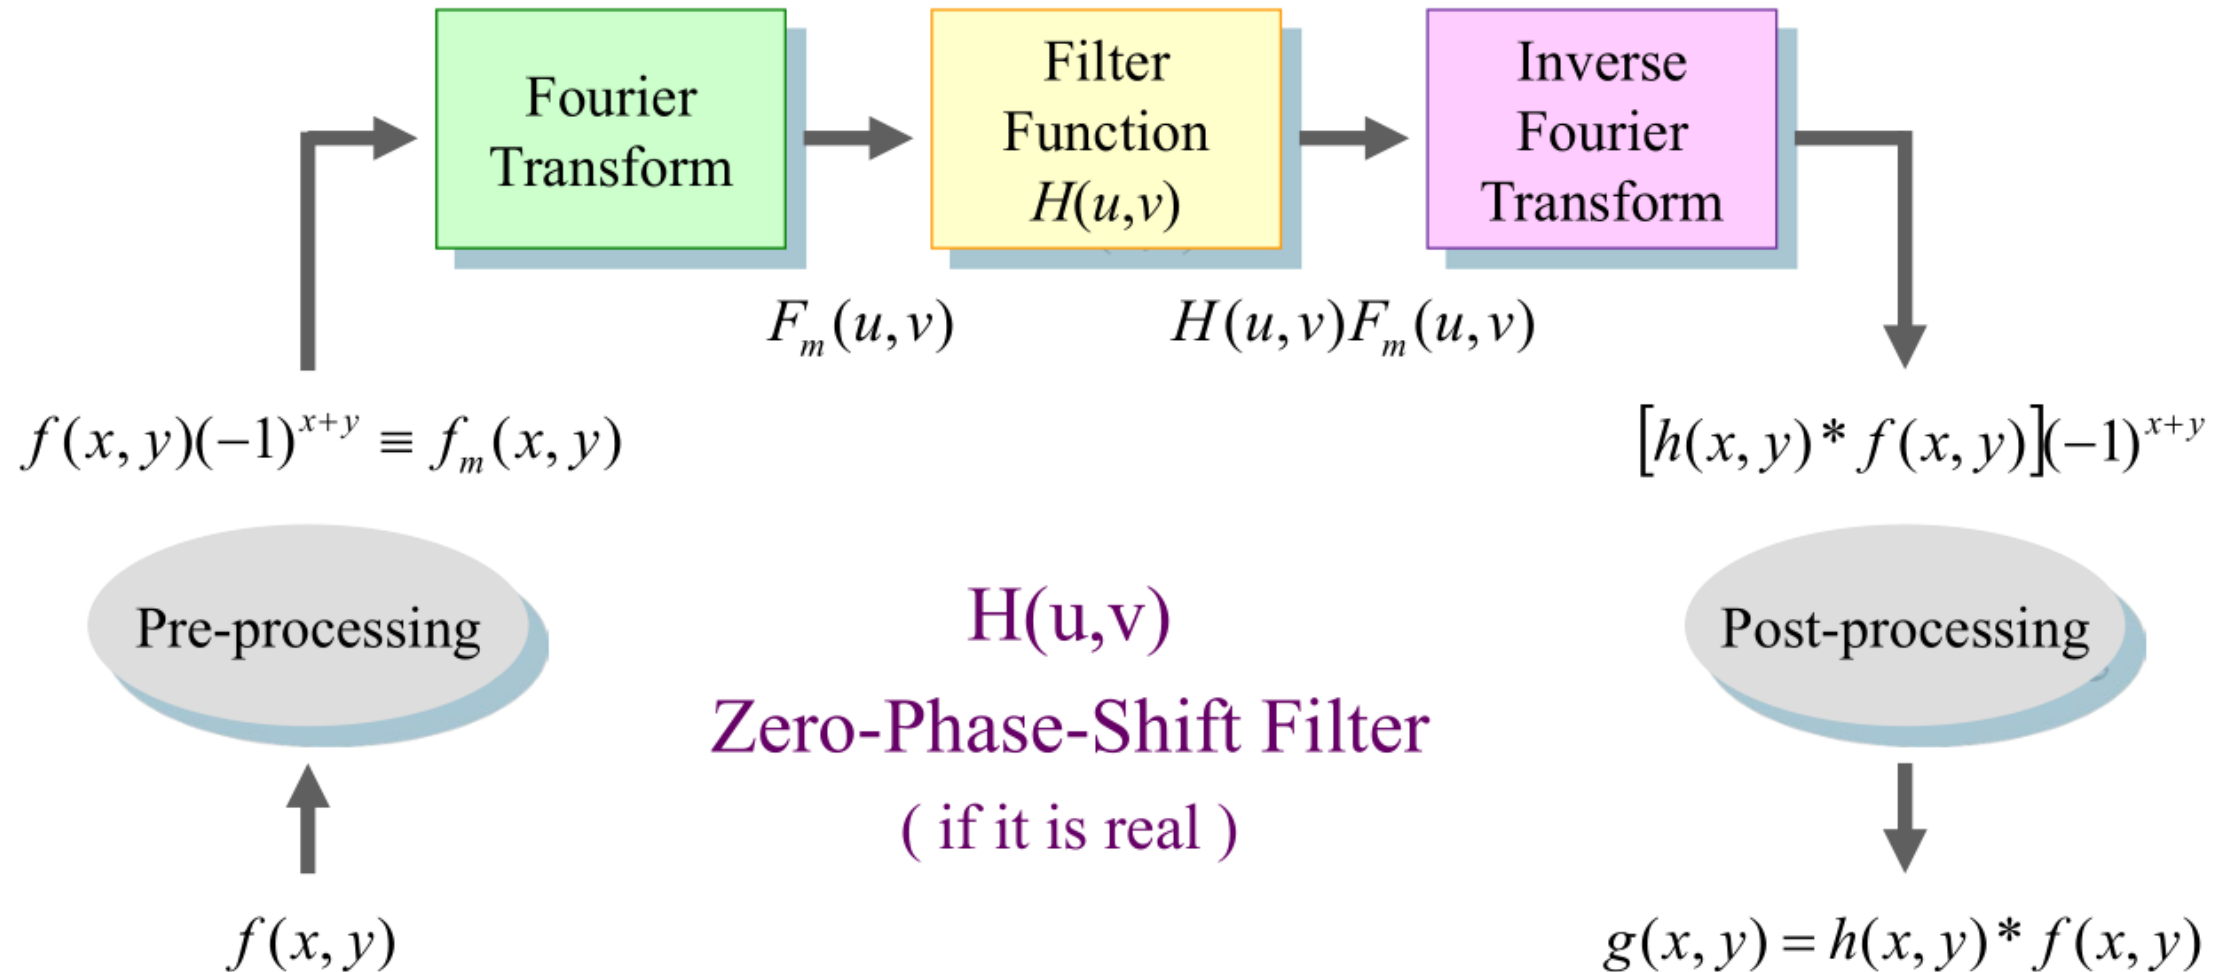 Fourier
Transform
Filter
Function
H(u,v)
Inverse
Fourier
Transform
F_m(u,v)
H(u,v)F_m(u,v)
f(x,y)(−1)^{x+y} ≡ f_m(x,y)
[h(x,y)* f(x,y)](−1)^{x+y}
Pre-processing
H(u,v)
Zero-Phase-Shift Filter
( if it is real )
Post-processing
f(x,y)
g(x,y) = h(x,y)* f(x,y)